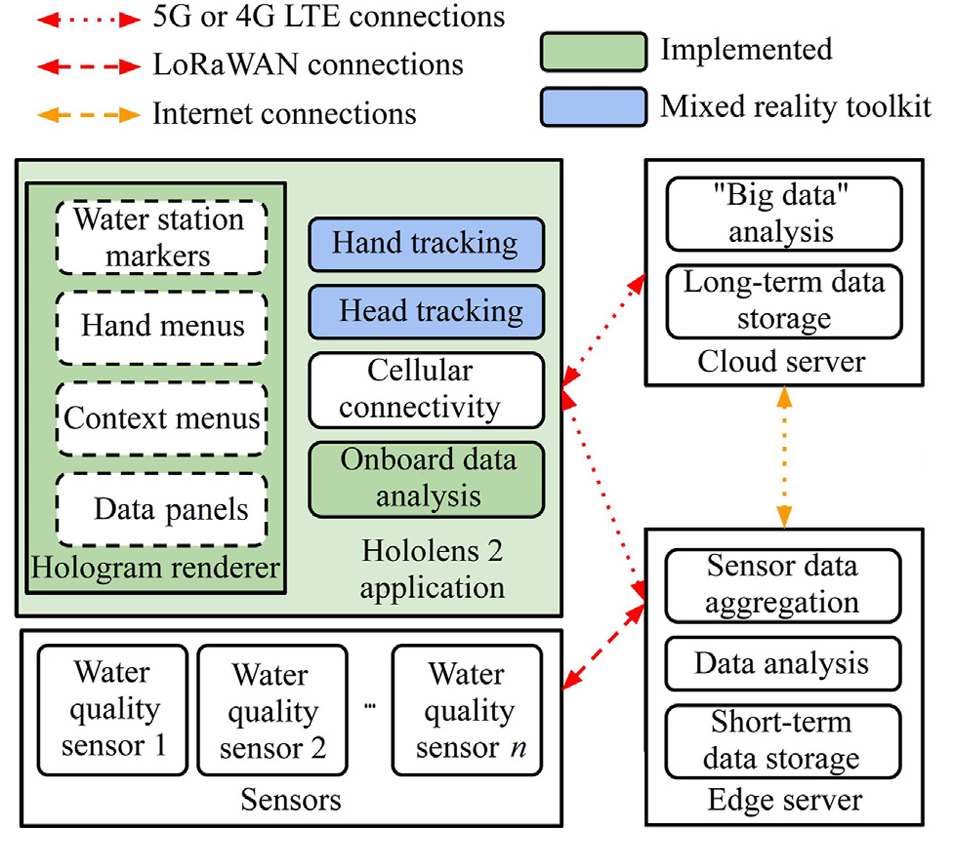 5G or 4G LTE connections
LoRaWAN connections
Internet connections
Implemented
Mixed reality toolkit
Water station
markers
Hand menus
Context menus
Data panels
Hologram renderer
Hand tracking
Head tracking
Cellular
connectivity
Onboard data
analysis
Hololens 2
application
"Big data"
analysis
Long-term data
storage
Cloud server
Sensor data
aggregation
Data analysis
Short-term
data storage
Edge server
Water
quality
sensor 1
Water
quality
sensor 2
...
Water
quality
sensor n
Sensors